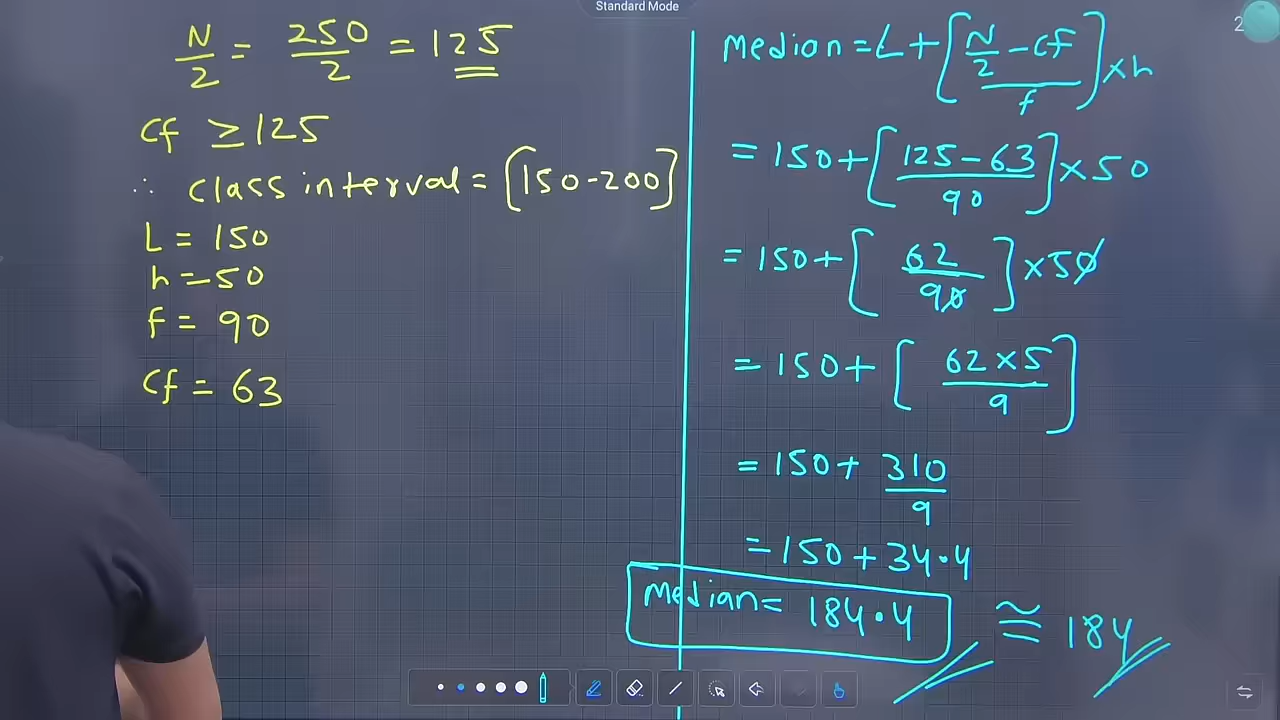 Standard Mode
2
N/2 = 250/2 = 125
Cf ≥ 125
∴ class interval = [150-200]
L = 150
h = 50
f = 90
Cf = 63
Median = L + [N/2 - Cf / f] × h
= 150 + [125-63 / 90] × 50
= 150 + [62 / 90] × 50
= 150 + [62 × 5 / 9]
= 150 + 310/9
= 150 + 34.4
Median = 184.4 ≅ 184